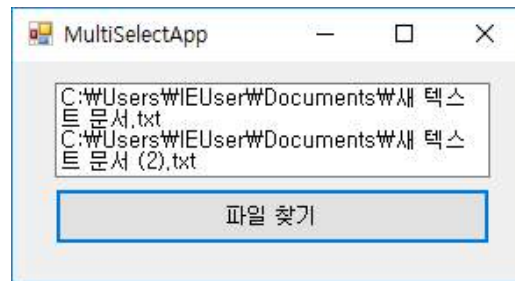 MultiSelectApp
C:₩Users₩IEUser₩Documents₩새 텍스
트 문서.txt
C:₩Users₩IEUser₩Documents₩새 텍스
트 문서 (2).txt
파일 찾기